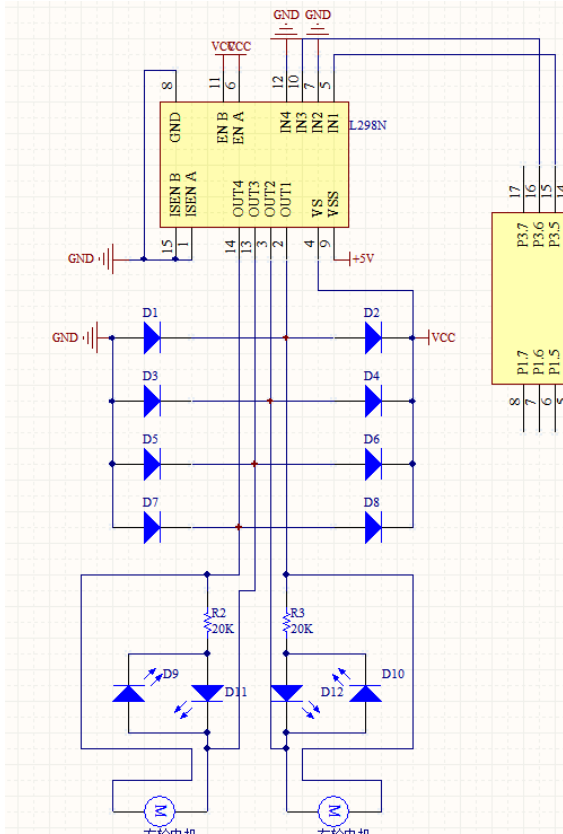 GND GND
VCC VCC
8 11 6 12 10 7 5
GND EN B EN A IN4 IN3 IN2 IN1
L298N
ISEN B ISEN A OUT4 OUT3 OUT2 OUT1 VS VSS
15 1 14 13 3 2 4 9
GND
+5V
17 16 15 14
P3.7 P3.6 P3.5
P1.7 P1.6 P1.5
8 7 6 5
GND
D1 D2
VCC
D3 D4
D5 D6
D7 D8
R2 R3
20K 20K
D9 D11 D12 D10
M M